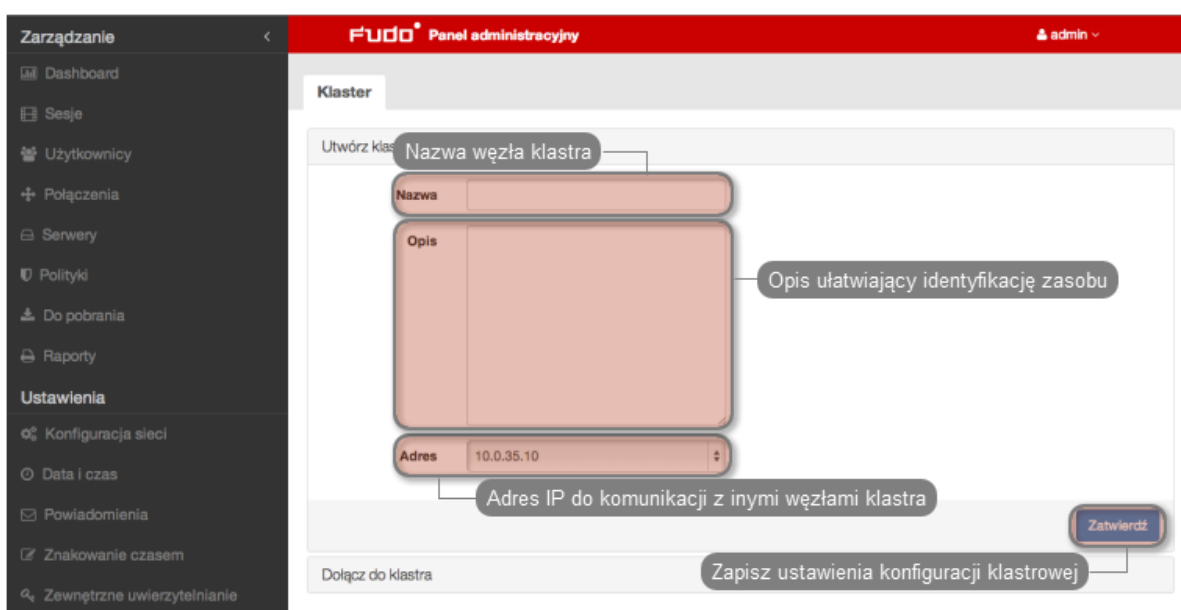 Zarządzanie
Dashboard
Sesje
Użytkownicy
Połączenia
Serwery
Polityki
Do pobrania
Raporty
Ustawienia
Konfiguracja sieci
Data i czas
Powiadomienia
Znakowanie czasem
Zewnętrzne uwierzytelnianie
FUDO Panel administracyjny
admin
Klaster
Utwórz klas
Nazwa węzła klastra
Nazwa
Opis
Opis ułatwiający identyfikację zasobu
Adres 10.0.35.10
Adres IP do komunikacji z inymi węzłami klastra
Zatwierdź
Zapisz ustawienia konfiguracji klastrowej
Dołącz do klastra